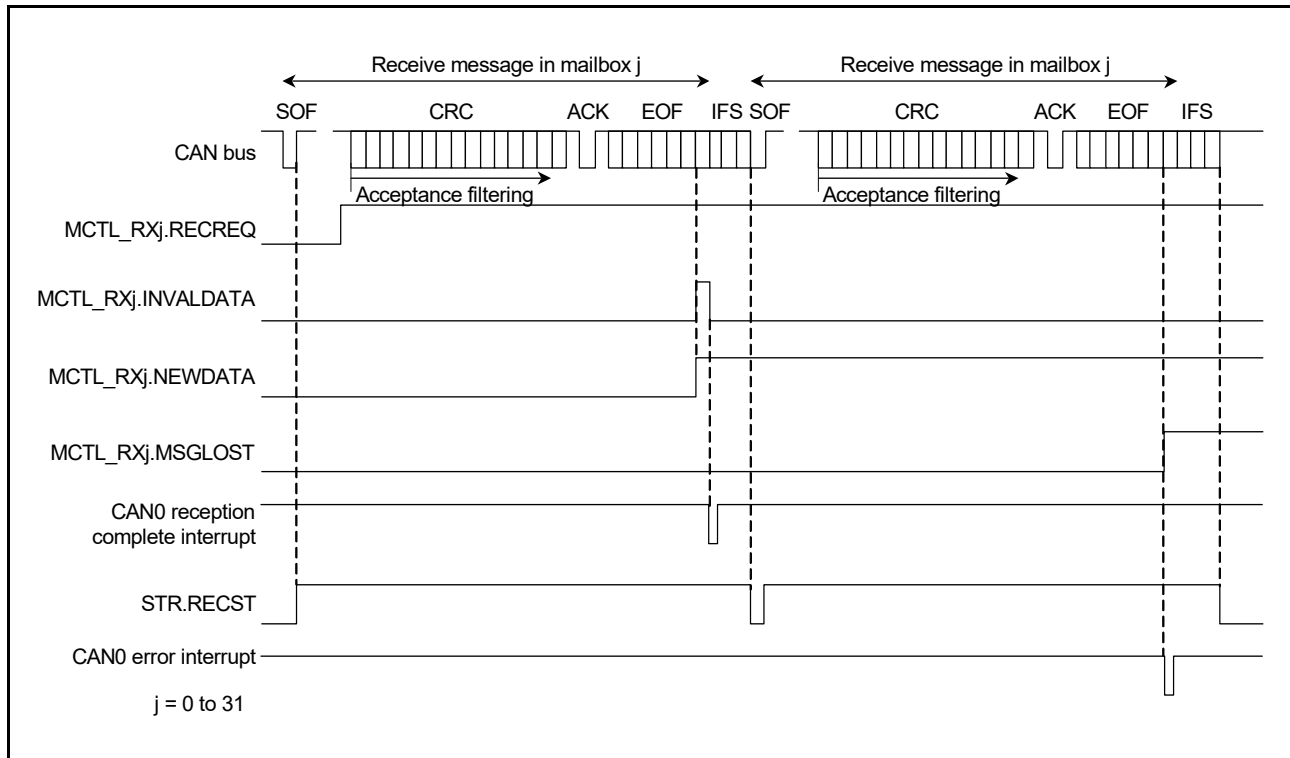 Receive message in mailbox j Receive message in mailbox j
SOF CRC ACK EOF IFS SOF CRC ACK EOF IFS
CAN bus
Acceptance filtering Acceptance filtering
MCTL_RXj.RECREQ
MCTL_RXj.INVALDATA
MCTL_RXj.NEWDATA
MCTL_RXj.MSGLOST
CAN0 reception
complete interrupt
STR.RECST
CAN0 error interrupt
j = 0 to 31